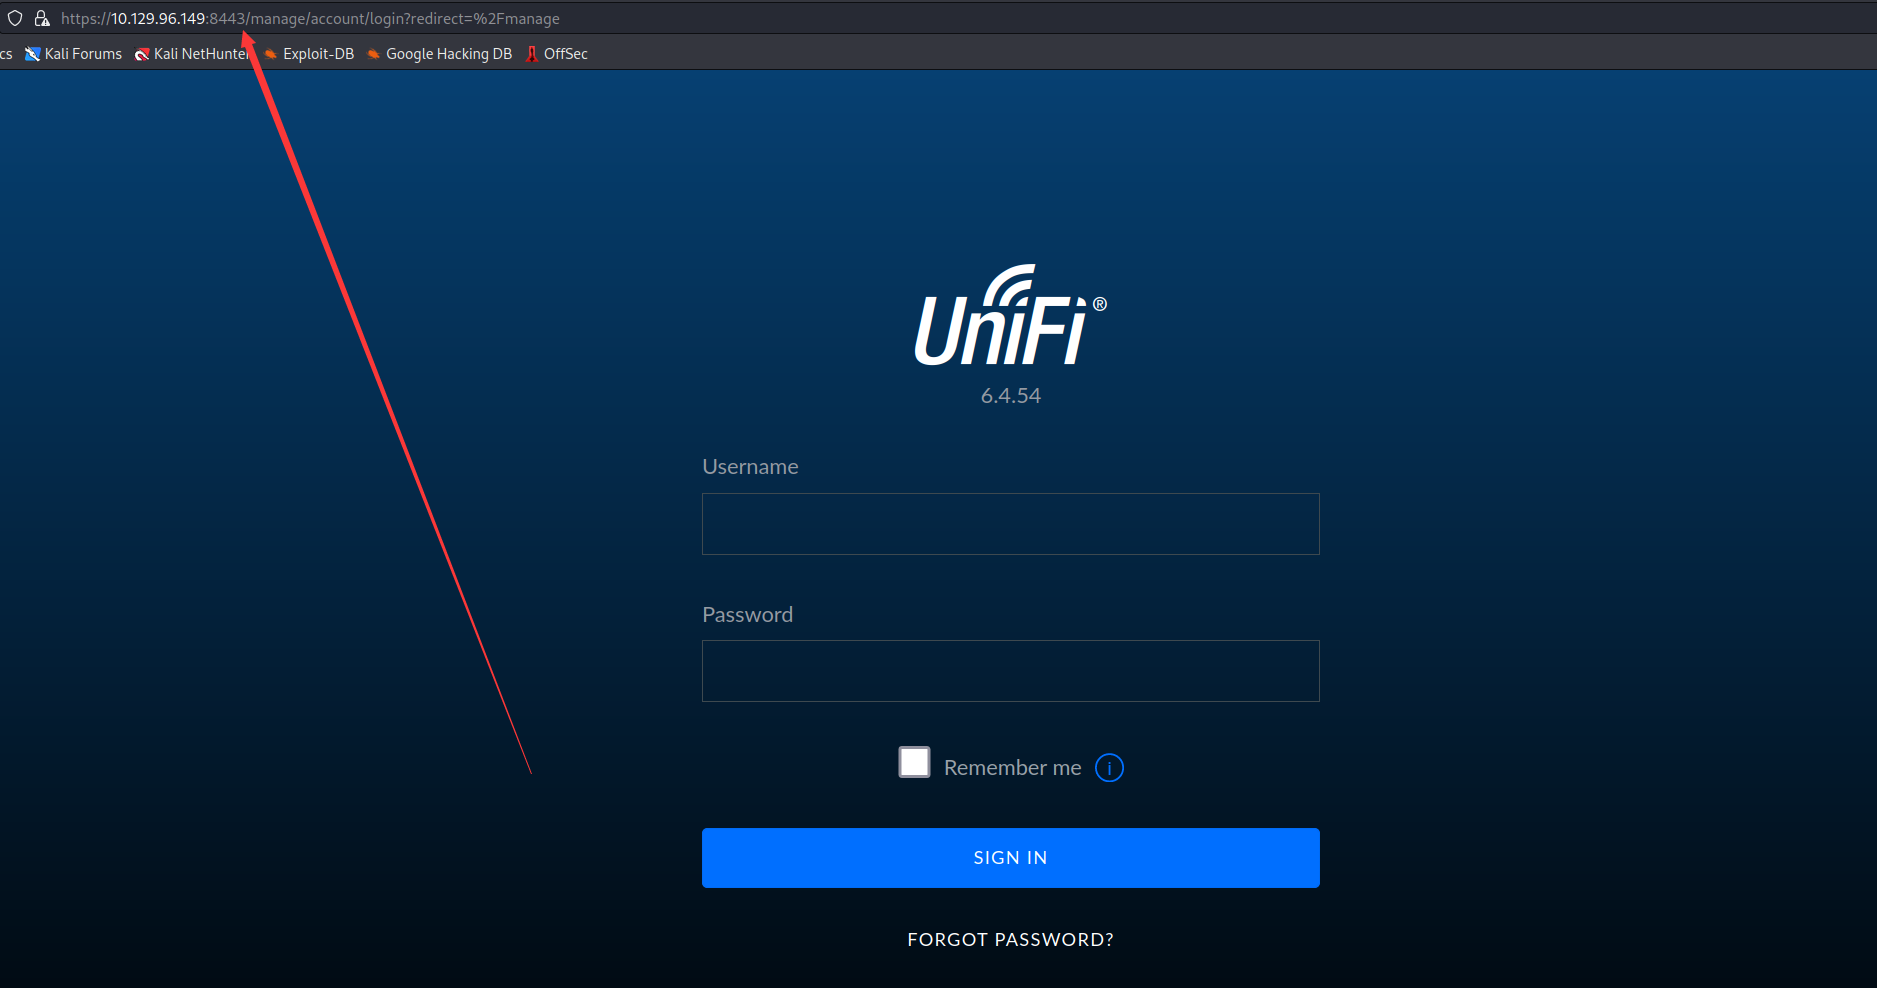 https://10.129.96.149:8443/manage/account/login?redirect=%2Fmanage
cs Kali Forums Kali NetHunter Exploit-DB Google Hacking DB OffSec
UniFi®
6.4.54
Username
Password
Remember me i
SIGN IN
FORGOT PASSWORD?